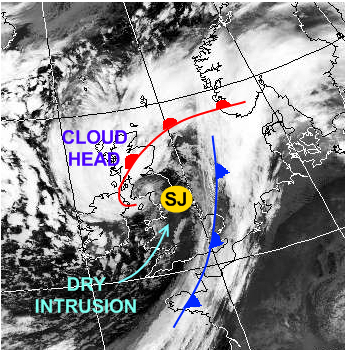 CLOUD
HEAD
SJ
DRY
INTRUSION